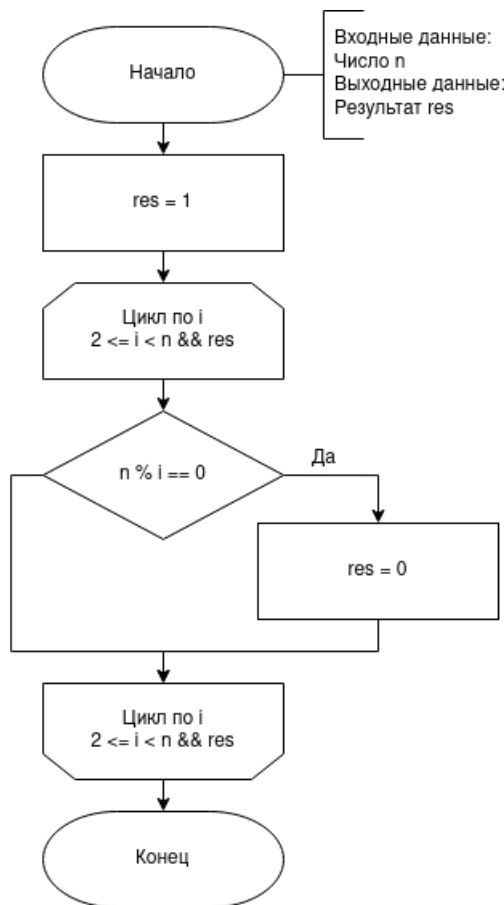 Начало
Входные данные:
Число n
Выходные данные:
Результат res
res = 1
Цикл по i
2 <= i < n && res
n % i == 0
Да
res = 0
Цикл по i
2 <= i < n && res
Конец